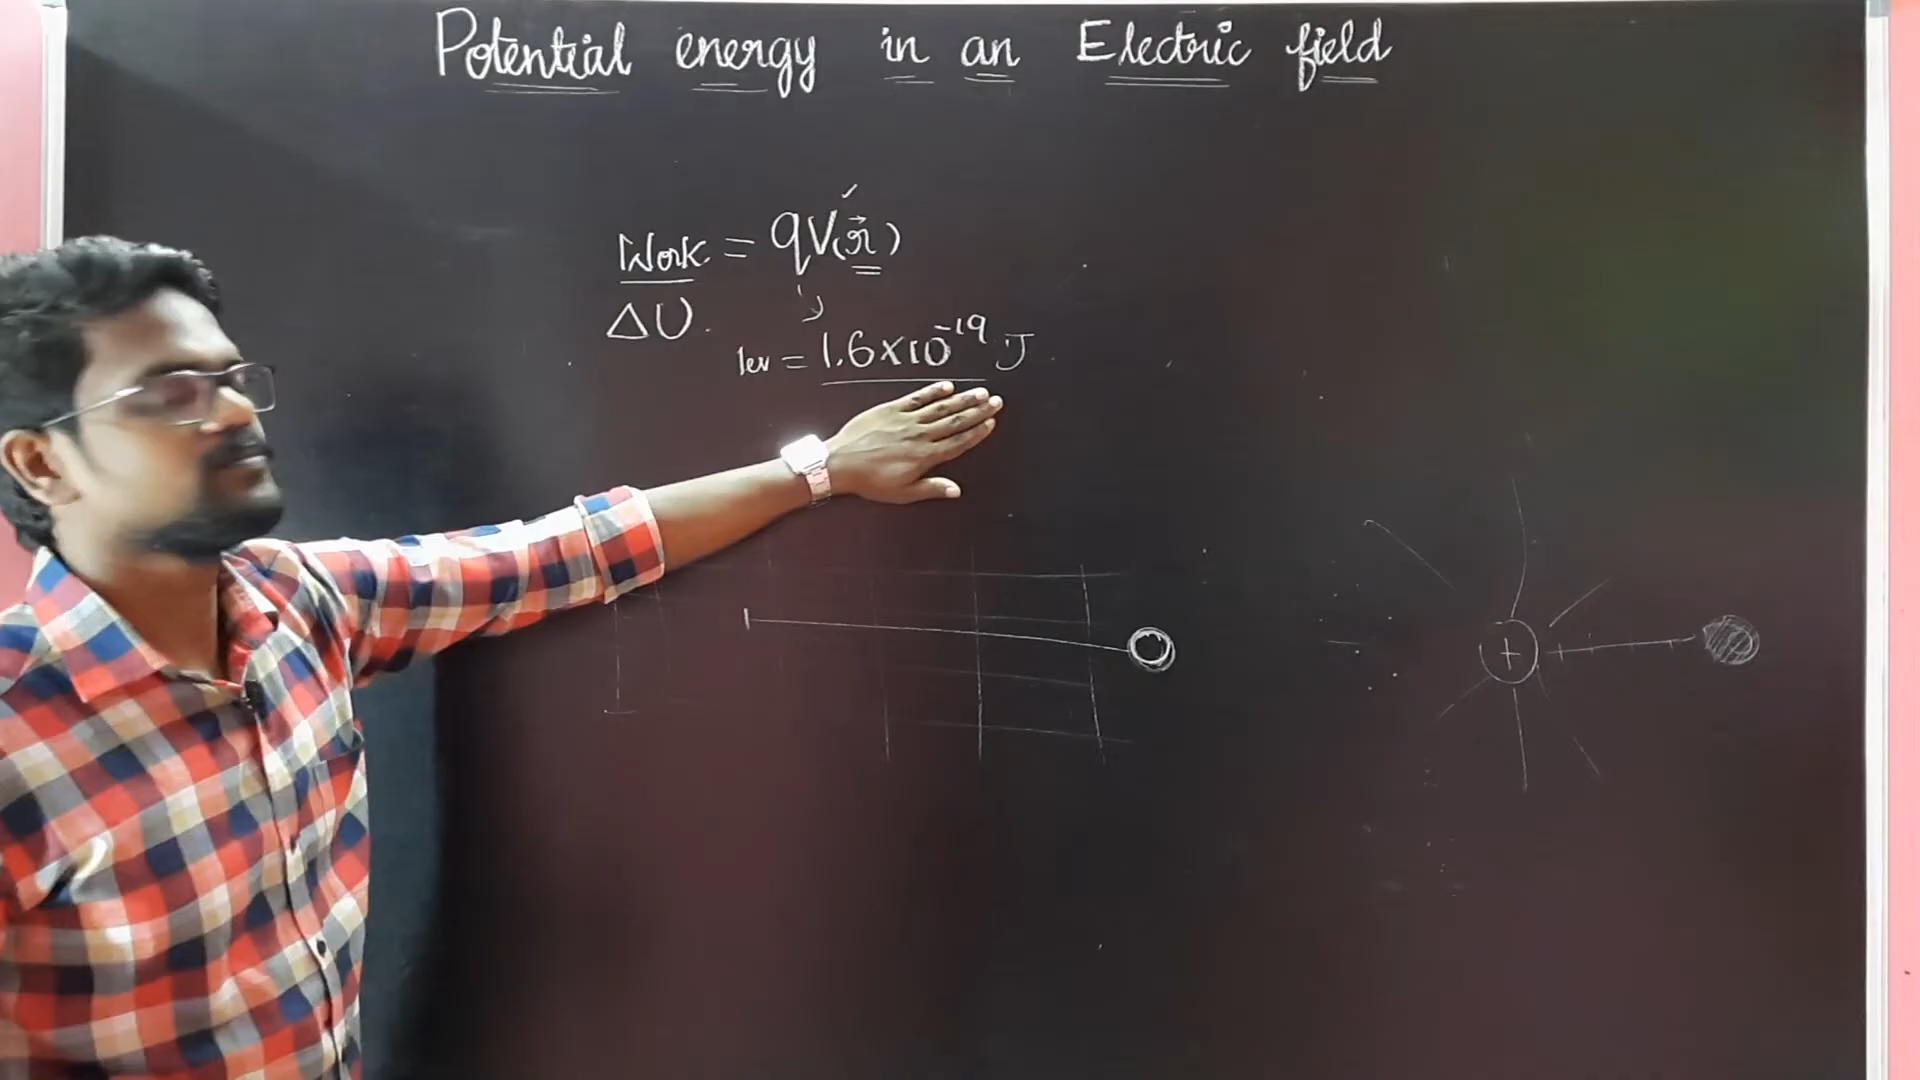 Potential energy in an Electric field
Work = qV(r⃗)
ΔU.
1ev = 1.6×10⁻¹⁹ J
+